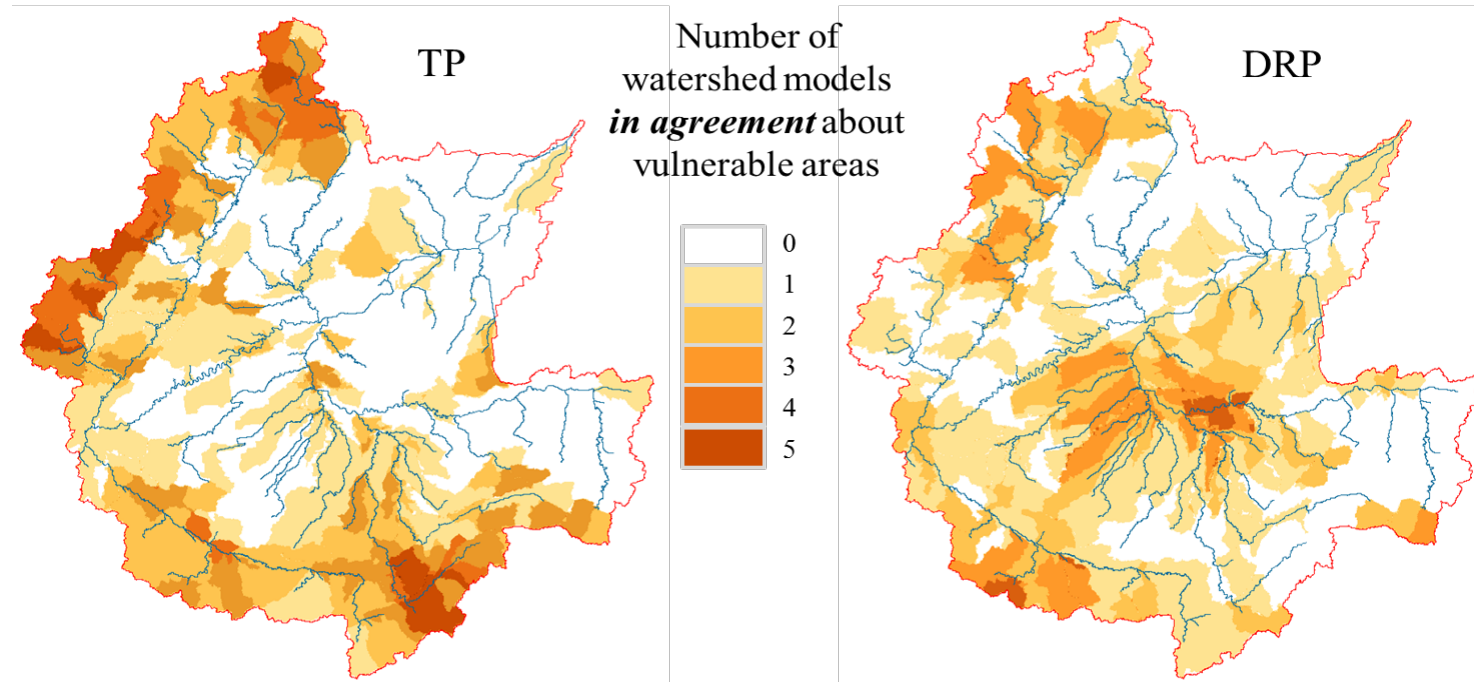 TP
Number of
watershed models
in agreement about
vulnerable areas
DRP
0
1
2
3
4
5